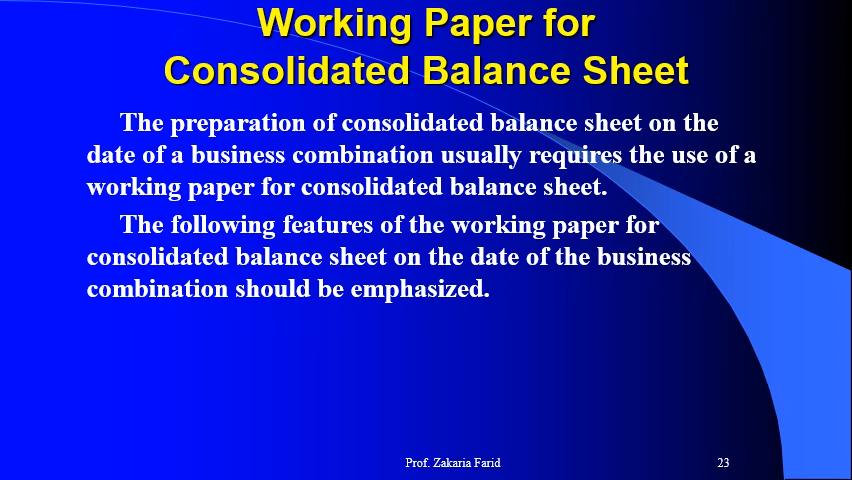 Working Paper for
Consolidated Balance Sheet
The preparation of consolidated balance sheet on the
date of a business combination usually requires the use of a
working paper for consolidated balance sheet.
The following features of the working paper for
consolidated balance sheet on the date of the business
combination should be emphasized.
Prof. Zakaria Farid
23